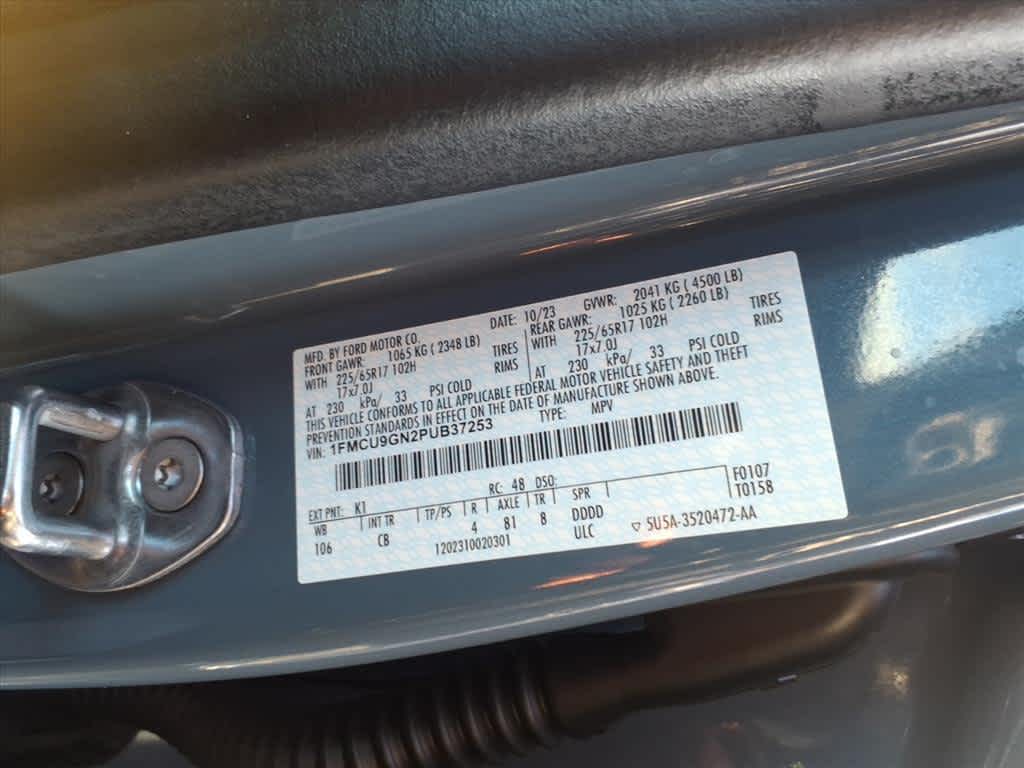 MFD. BY FORD MOTOR CO.
DATE: 10/23 GVWR: 2041 KG ( 4500 LB)
FRONT GAWR: 1065 KG ( 2348 LB)
REAR GAWR: 1025 KG ( 2260 LB)
WITH 225/65R17 102H TIRES
WITH 225/65R17 102H TIRES
17x7.0J RIMS
17x7.0J RIMS
AT 230 kPa/ 33 PSI COLD
AT 230 kPa/ 33 PSI COLD
THIS VEHICLE CONFORMS TO ALL APPLICABLE FEDERAL MOTOR VEHICLE SAFETY AND THEFT
PREVENTION STANDARDS IN EFFECT ON THE DATE OF MANUFACTURE SHOWN ABOVE.
VIN: 1FMCU9GN2PUB37253 TYPE: MPV
EXT PNT: K1 RC: 48 DSO: F0107
WB INT TR TP/PS R AXLE TR SPR T0158
106 CB 4 81 8 DDDD
1202310020301 ULC 5U5A-3520472-AA